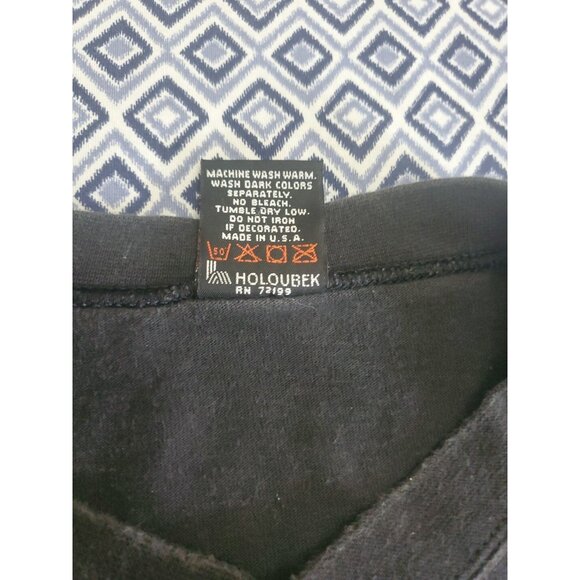 MACHINE WASH WARM.
WASH DARK COLORS
SEPARATELY.
NO BLEACH.
TUMBLE DRY LOW.
DO NOT IRON
IF DECORATED.
MADE IN U.S.A.
50
HOLOUBEK
RN 72199